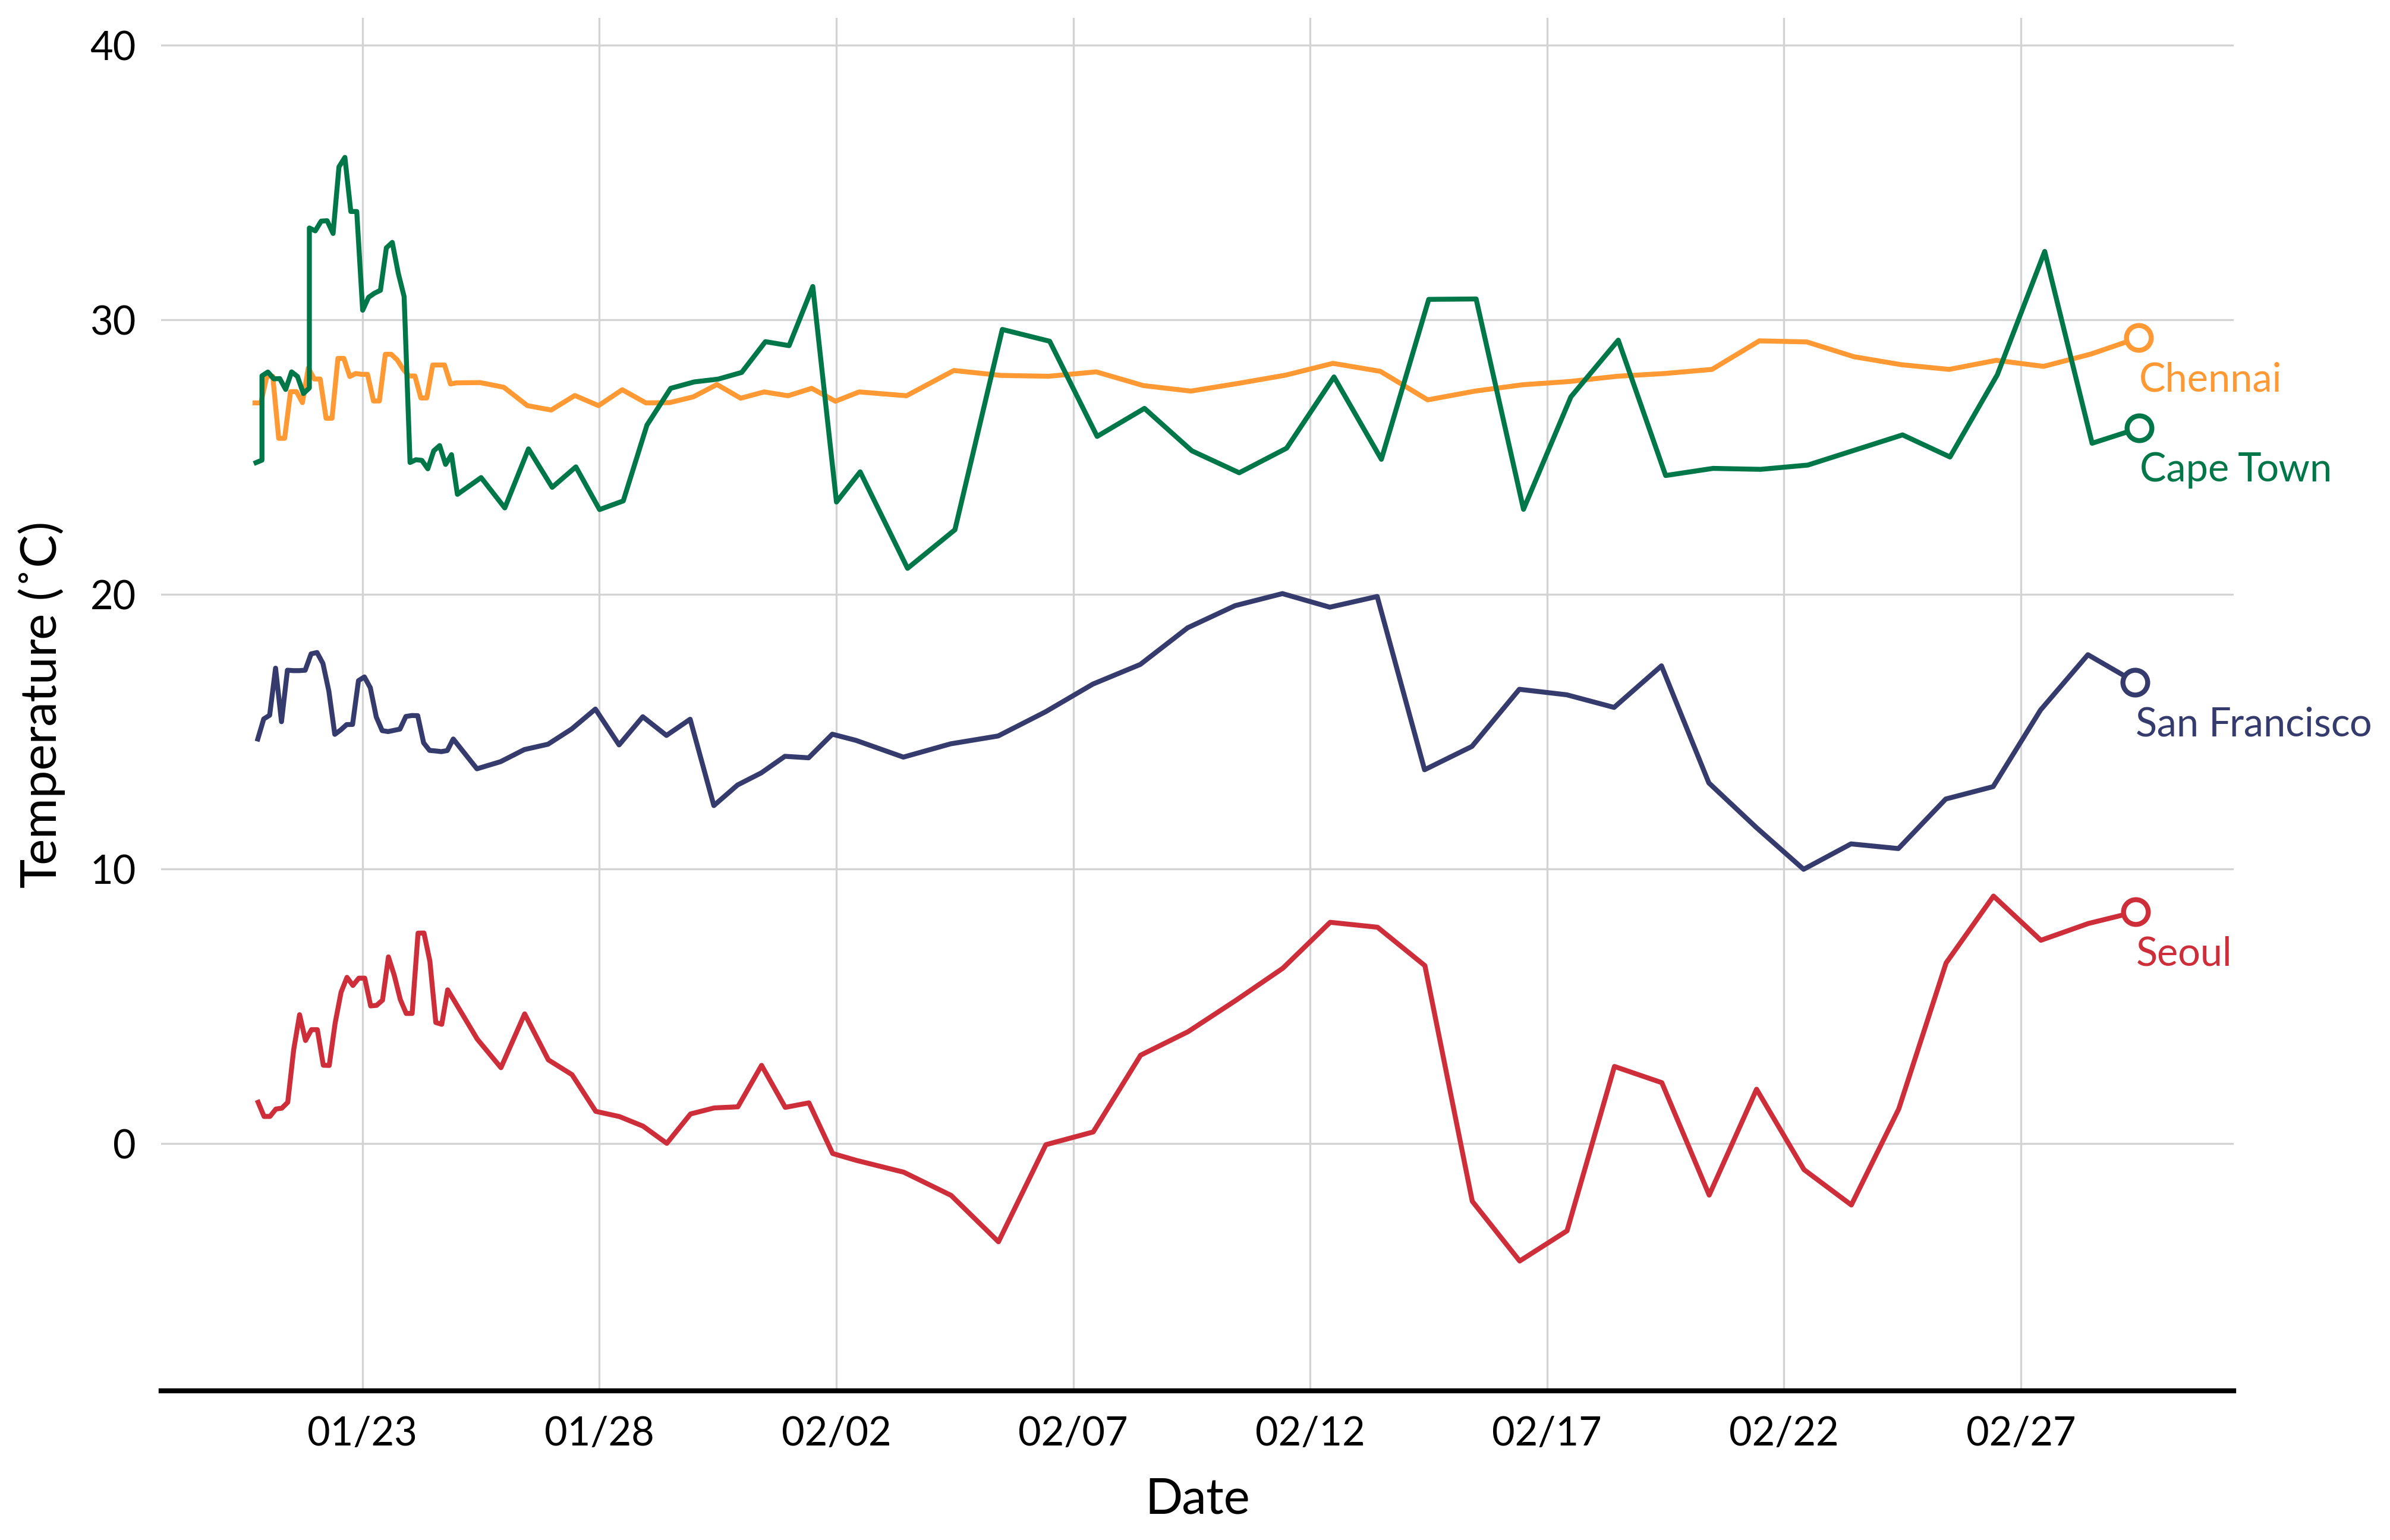 40
30
20
10
0
Temperature (°C)
Chennai
Cape Town
San Francisco
Seoul
01/23 01/28 02/02 02/07 02/12 02/17 02/22 02/27
Date